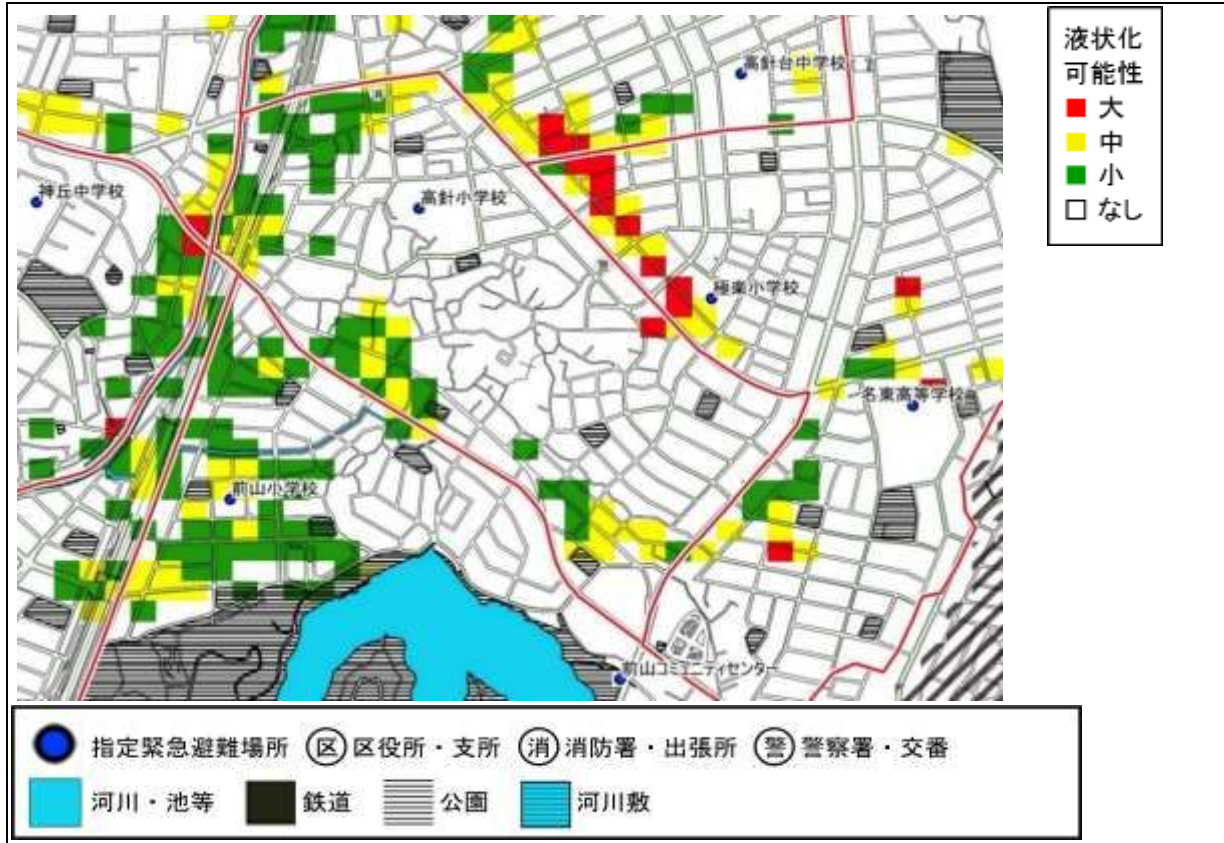 液状化
可能性
大
中
小
なし
高針台中学校
神丘中学校
高針小学校
極楽小学校
名東高等学校
前山小学校
前山コミュニティセンター
指定緊急避難場所 区 区役所・支所 消 消防署・出張所 警 警察署・交番
河川・池等 鉄道 公園 河川敷